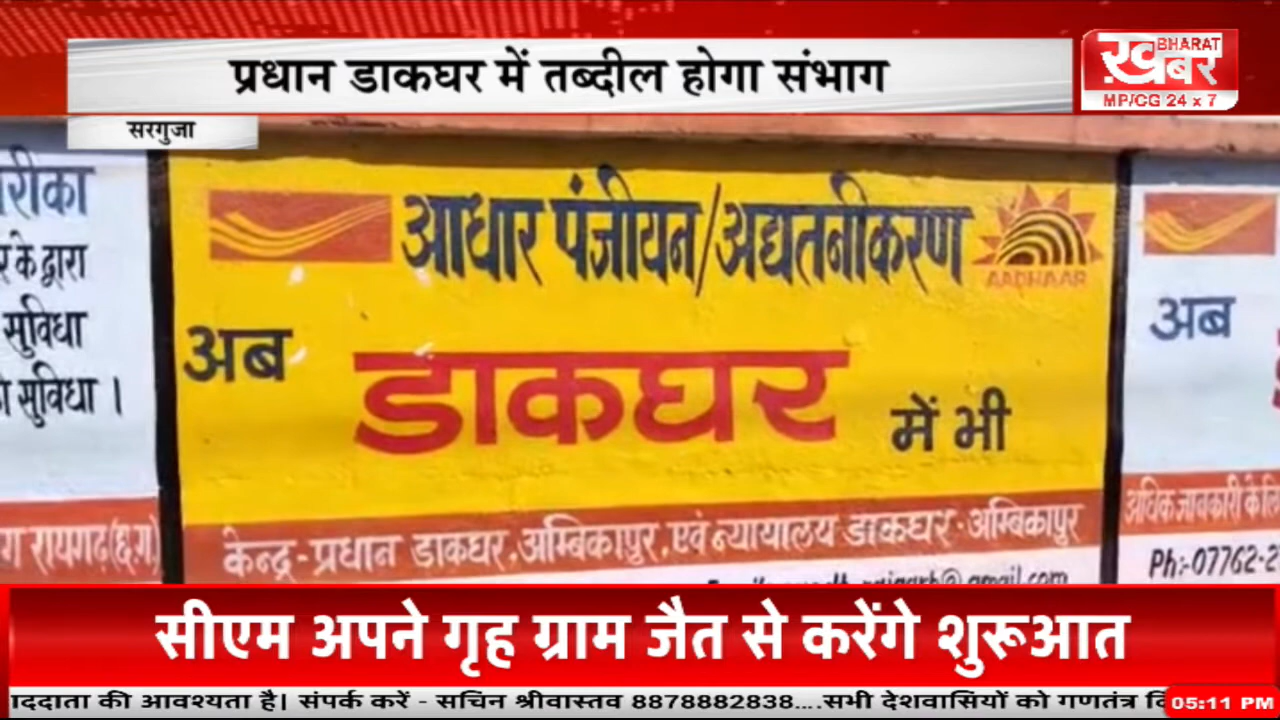 प्रधान डाकघर में तब्दील होगा संभाग
BHARAT
ख़बर
MP/CG 24 x 7
सरगुजा
के द्वारा
सुविधा
सुविधा ।
आधार पंजीयन/अद्यतनीकरण
AADHAAR
अब
डाकघर
में भी
केन्द्र-प्रधान डाकघर, अम्बिकापुर, एवं न्यायालय डाकघर-अम्बिकापुर
रायगढ़(छ.ग.)
अब
अधिक जानकारी के
Ph:-07762-2
सीएम अपने गृह ग्राम जैत से करेंगे शुरूआत
की आवश्यता है। संपर्क करें - सचिन श्रीवास्तव 8878882838....सभी देशवासियों को गणतंत्र
05:11 PM